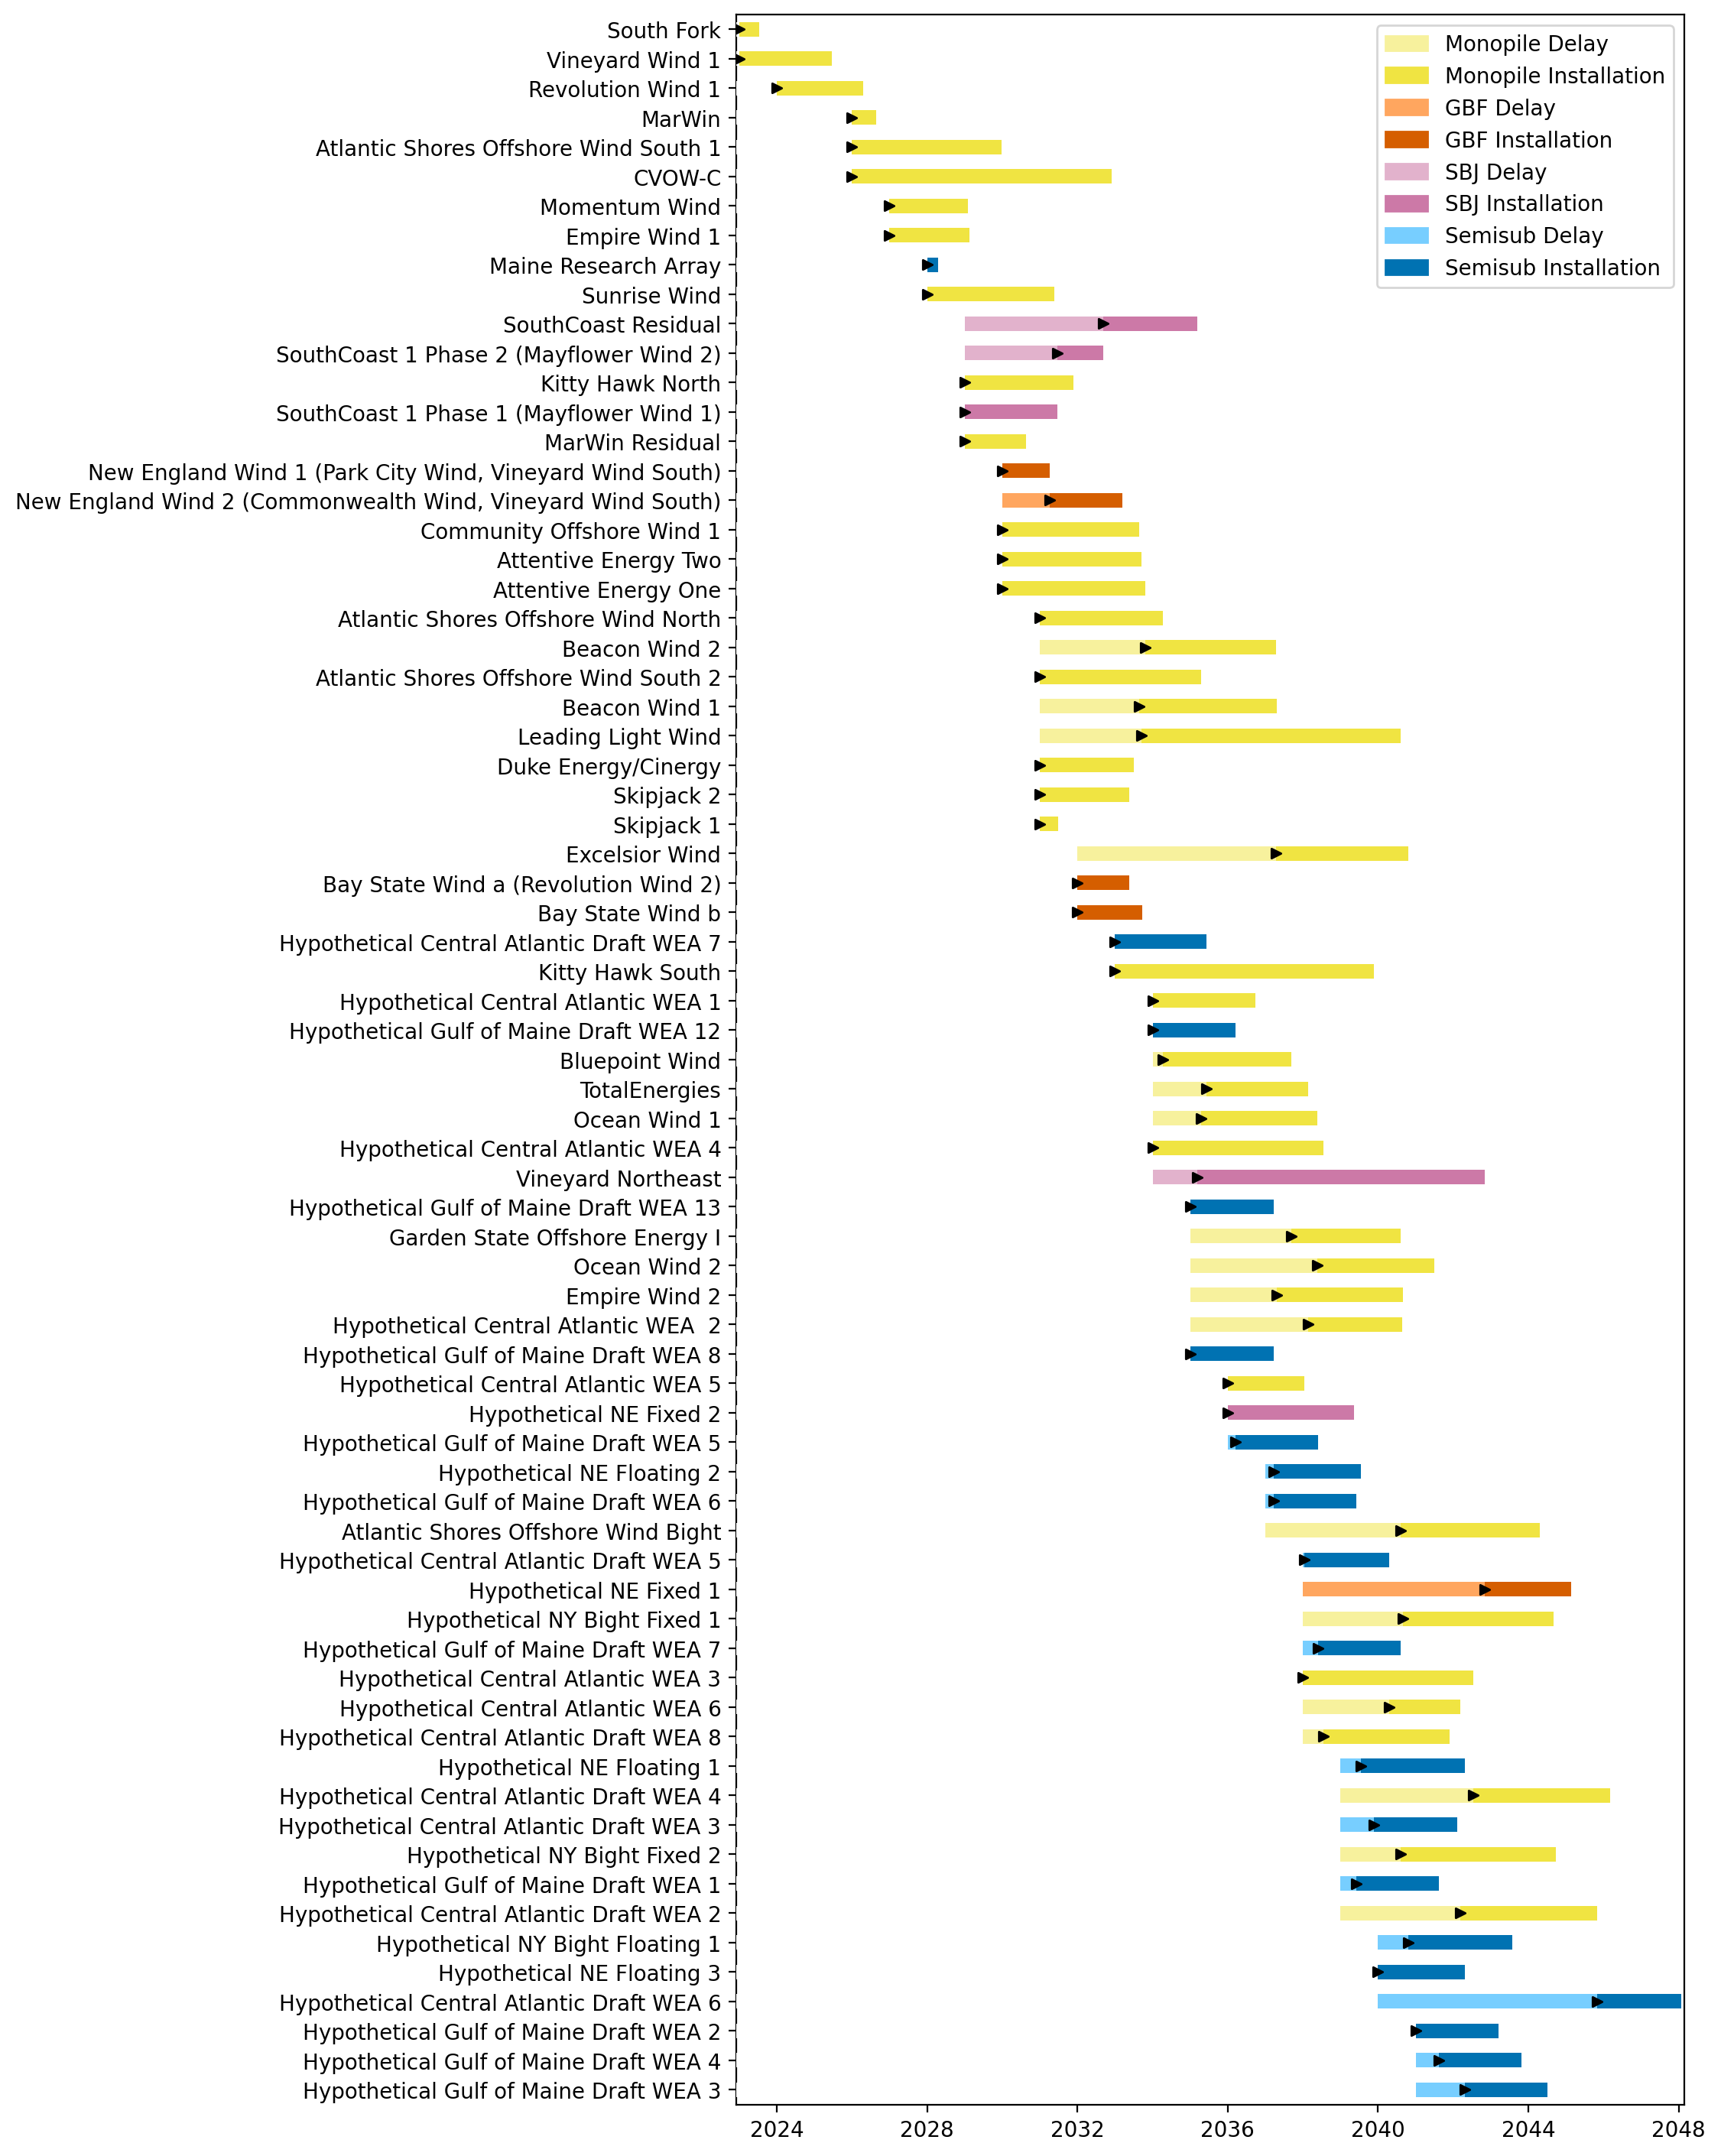 South Fork
Vineyard Wind 1
Revolution Wind 1
MarWin
Atlantic Shores Offshore Wind South 1
CVOW-C
Momentum Wind
Empire Wind 1
Maine Research Array
Sunrise Wind
SouthCoast Residual
SouthCoast 1 Phase 2 (Mayflower Wind 2)
Kitty Hawk North
SouthCoast 1 Phase 1 (Mayflower Wind 1)
MarWin Residual
New England Wind 1 (Park City Wind, Vineyard Wind South)
New England Wind 2 (Commonwealth Wind, Vineyard Wind South)
Community Offshore Wind 1
Attentive Energy Two
Attentive Energy One
Atlantic Shores Offshore Wind North
Beacon Wind 2
Atlantic Shores Offshore Wind South 2
Beacon Wind 1
Leading Light Wind
Duke Energy/Cinergy
Skipjack 2
Skipjack 1
Excelsior Wind
Bay State Wind a (Revolution Wind 2)
Bay State Wind b
Hypothetical Central Atlantic Draft WEA 7
Kitty Hawk South
Hypothetical Central Atlantic WEA 1
Hypothetical Gulf of Maine Draft WEA 12
Bluepoint Wind
TotalEnergies
Ocean Wind 1
Hypothetical Central Atlantic WEA 4
Vineyard Northeast
Hypothetical Gulf of Maine Draft WEA 13
Garden State Offshore Energy I
Ocean Wind 2
Empire Wind 2
Hypothetical Central Atlantic WEA  2
Hypothetical Gulf of Maine Draft WEA 8
Hypothetical Central Atlantic WEA 5
Hypothetical NE Fixed 2
Hypothetical Gulf of Maine Draft WEA 5
Hypothetical NE Floating 2
Hypothetical Gulf of Maine Draft WEA 6
Atlantic Shores Offshore Wind Bight
Hypothetical Central Atlantic Draft WEA 5
Hypothetical NE Fixed 1
Hypothetical NY Bight Fixed 1
Hypothetical Gulf of Maine Draft WEA 7
Hypothetical Central Atlantic WEA 3
Hypothetical Central Atlantic WEA 6
Hypothetical Central Atlantic Draft WEA 8
Hypothetical NE Floating 1
Hypothetical Central Atlantic Draft WEA 4
Hypothetical Central Atlantic Draft WEA 3
Hypothetical NY Bight Fixed 2
Hypothetical Gulf of Maine Draft WEA 1
Hypothetical Central Atlantic Draft WEA 2
Hypothetical NY Bight Floating 1
Hypothetical NE Floating 3
Hypothetical Central Atlantic Draft WEA 6
Hypothetical Gulf of Maine Draft WEA 2
Hypothetical Gulf of Maine Draft WEA 4
Hypothetical Gulf of Maine Draft WEA 3
Monopile Delay
Monopile Installation
GBF Delay
GBF Installation
SBJ Delay
SBJ Installation
Semisub Delay
Semisub Installation
2024 2028 2032 2036 2040 2044 2048